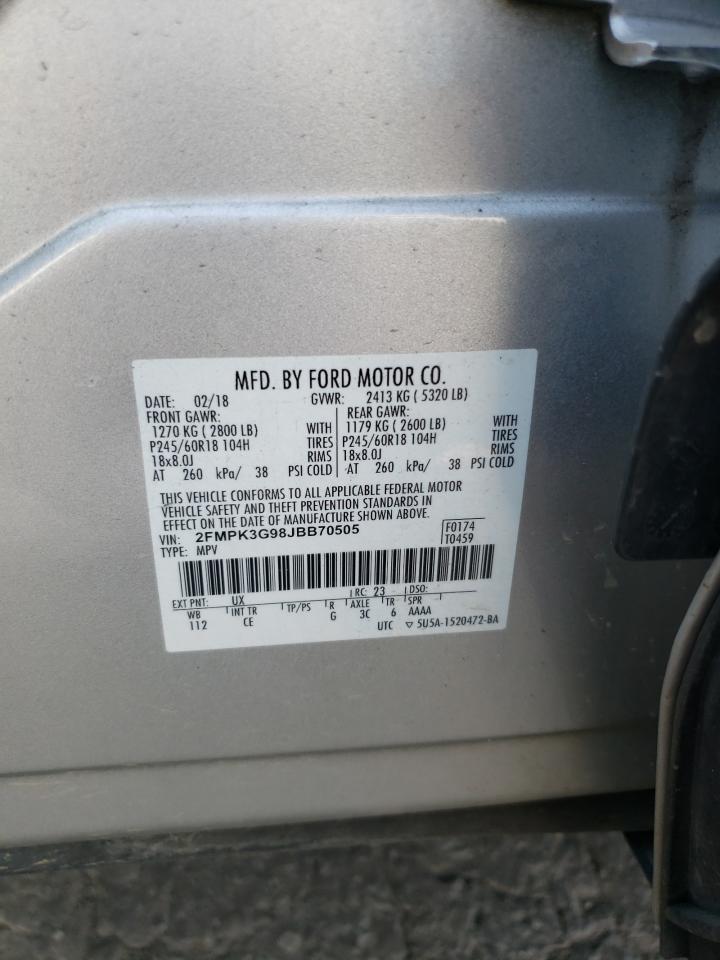 MFD. BY FORD MOTOR CO.
DATE: 02/18 GVWR: 2413 KG ( 5320 LB)
FRONT GAWR: REAR GAWR:
1270 KG ( 2800 LB) WITH 1179 KG ( 2600 LB) WITH
P245/60R18 104H TIRES P245/60R18 104H TIRES
18x8.0J RIMS 18x8.0J RIMS
AT 260 kPa/ 38 PSI COLD AT 260 kPa/ 38 PSI COLD
THIS VEHICLE CONFORMS TO ALL APPLICABLE FEDERAL MOTOR
VEHICLE SAFETY AND THEFT PREVENTION STANDARDS IN
EFFECT ON THE DATE OF MANUFACTURE SHOWN ABOVE.
VIN: 2FMPK3G98JBB70505 F0174
TYPE: MPV T0459
EXT PNT: UX RC: 23 DSO:
WB INT TR TP/PS R AXLE TR SPR
112 CE G 3C 6 AAAA
UTC ▽ 5U5A-1520472-BA